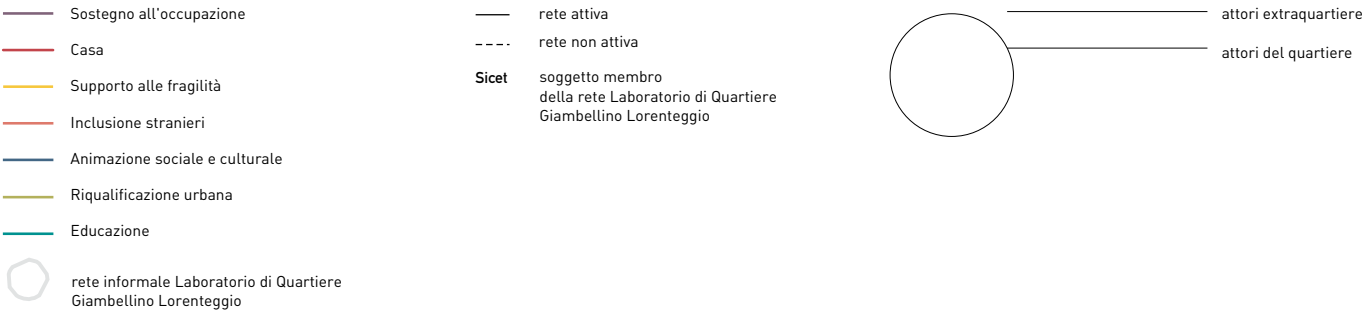 Sostegno all'occupazione
Casa
Supporto alle fragilità
Inclusione stranieri
Animazione sociale e culturale
Riqualificazione urbana
Educazione
rete informale Laboratorio di Quartiere
Giambellino Lorenteggio
rete attiva
rete non attiva
Sicet
soggetto membro
della rete Laboratorio di Quartiere
Giambellino Lorenteggio
attori extraquartiere
attori del quartiere